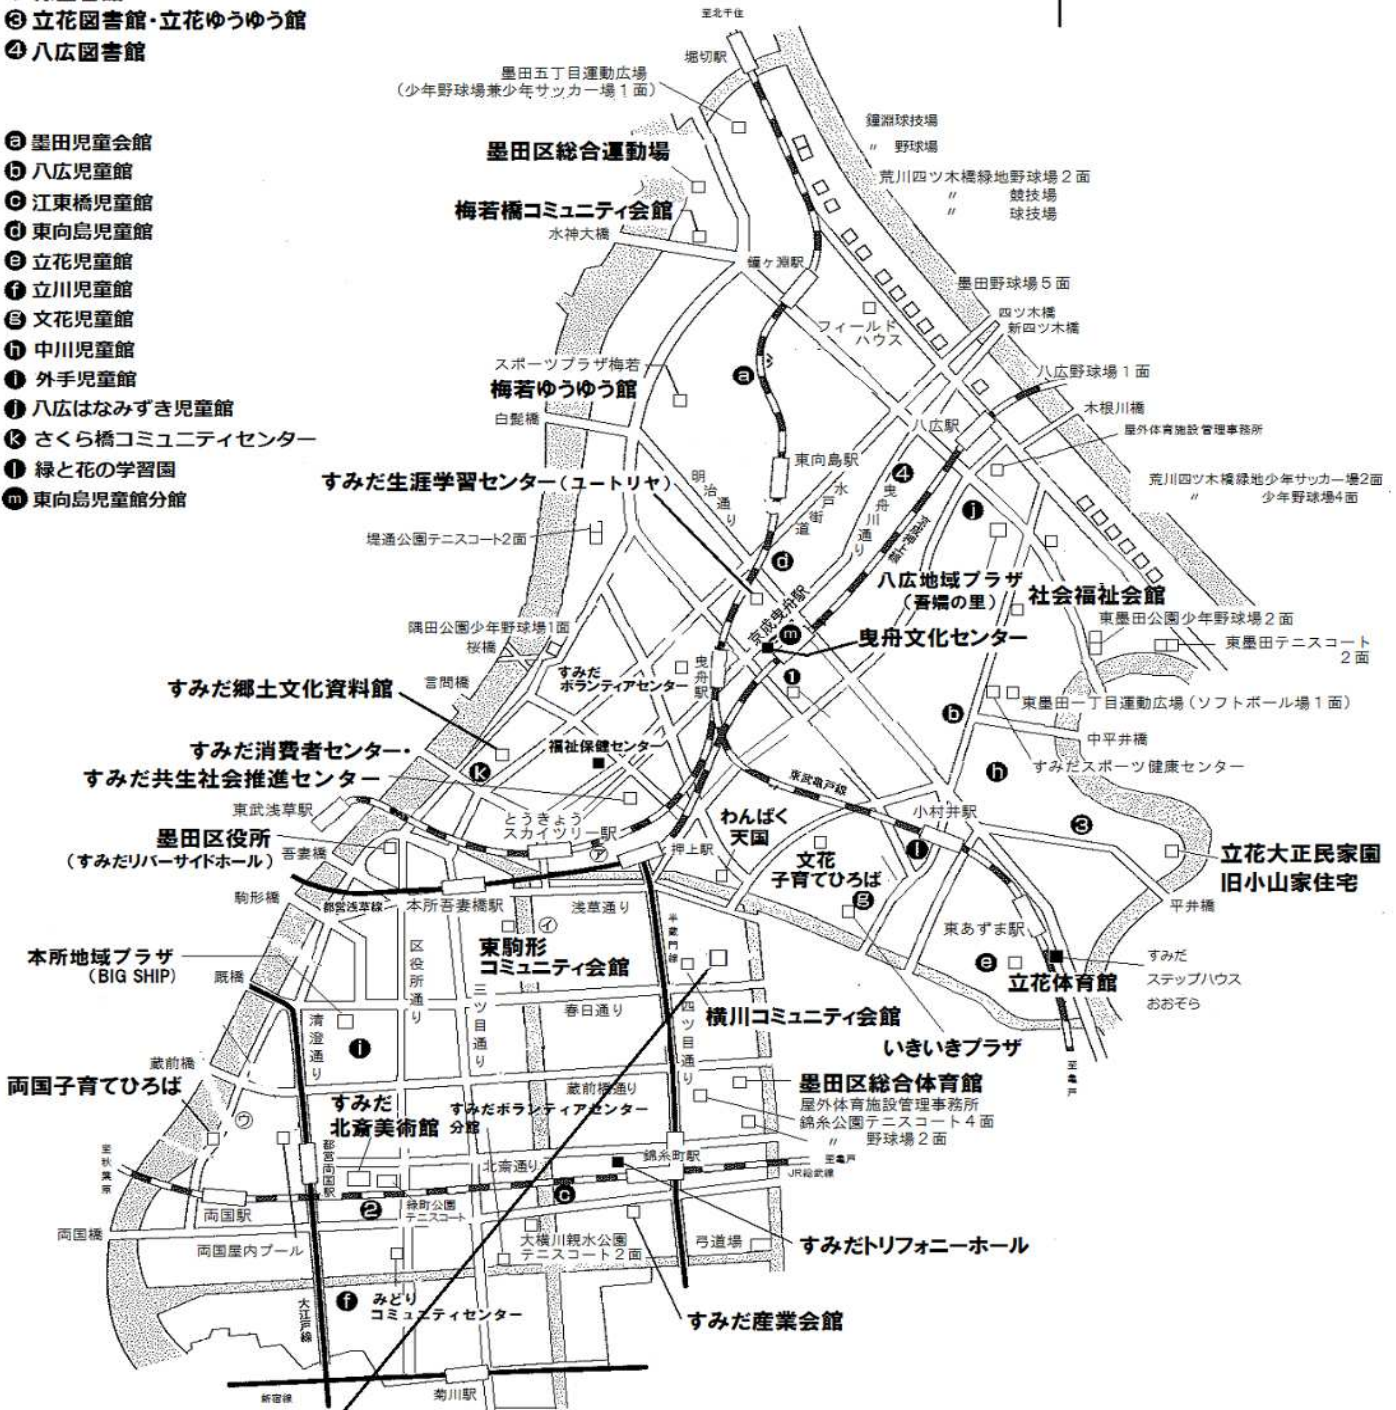 ❸立花図書館・立花ゆうゆう館
❹八広図書館
ⓐ墨田児童会館
ⓑ八広児童館
ⓒ江東橋児童館
ⓓ東向島児童館
ⓔ立花児童館
ⓕ立川児童館
ⓖ文花児童館
ⓗ中川児童館
ⓘ外手児童館
ⓙ八広はなみずき児童館
ⓚさくら橋コミュニティセンター
ⓛ緑と花の学習園
ⓜ東向島児童館分館
至北千住
堀切駅
墨田五丁目運動広場
(少年野球場兼少年サッカー場1面)
鐘淵球技場
〃 野球場
墨田区総合運動場
荒川四ツ木橋緑地野球場2面
〃 競技場
〃 球技場
梅若橋コミュニティ会館
水神大橋
鐘ヶ淵駅
墨田野球場5面
四ツ木橋
新四ツ木橋
フィールド
ハウス
スポーツプラザ梅若
梅若ゆうゆう館
ⓐ
八広野球場1面
白髭橋
木根川橋
八広駅
屋外体育施設管理事務所
東向島駅
❹
すみだ生涯学習センター(ユートリヤ)
明治通り
水戸街道
曳舟川通り
京成押上線
荒川四ツ木橋緑地少年サッカー場2面
〃 少年野球場4面
ⓙ
堤通公園テニスコート2面
ⓓ
八広地域プラザ
(吾嬬の里)
社会福祉会館
京成曳舟駅
隅田公園少年野球場1面
東墨田公園少年野球場2面
ⓜ
曳舟文化センター
桜橋
東墨田テニスコート
2面
曳舟駅
すみだ
ボランティアセンター
❶
言問橋
すみだ郷土文化資料館
東墨田一丁目運動広場(ソフトボール場1面)
ⓑ
中平井橋
すみだ消費者センター・
すみだ共生社会推進センター
福祉保健センター
ⓚ
ⓗ
すみだスポーツ健康センター
東武亀戸線
東武浅草駅
とうきょう
スカイツリー駅
わんぱく
天国
小村井駅
❸
墨田区役所
(すみだリバーサイドホール)
吾妻橋
㋐
押上駅
文花
子育てひろば
ⓛ
立花大正民家園
旧小山家住宅
駒形橋
都営浅草線
本所吾妻橋駅
浅草通り
ⓖ
平井橋
半蔵門線
㋑
東あずま駅
本所地域プラザ
(BIG SHIP)
区役所通り
東駒形
コミュニティ会館
すみだ
ステップハウス
おおぞら
ⓔ
立花体育館
厩橋
三ツ目通り
春日通り
四ツ目通り
横川コミュニティ会館
清澄通り
ⓘ
いきいきプラザ
蔵前橋
至亀戸
両国子育てひろば
蔵前橋通り
墨田区総合体育館
屋外体育施設管理事務所
錦糸公園テニスコート4面
〃 野球場2面
㋒
すみだ
北斎美術館
すみだボランティアセンター
分館
至秋葉原
都営両国駅
北斎通り
錦糸町駅
至亀戸
JR総武線
両国駅
❷
緑町公園
テニスコート
ⓒ
両国橋
両国屋内プール
大横川親水公園
テニスコート2面
弓道場
すみだトリフォニーホール
ⓕ
みどり
コミュニティセンター
大江戸線
すみだ産業会館
新宿線
菊川駅